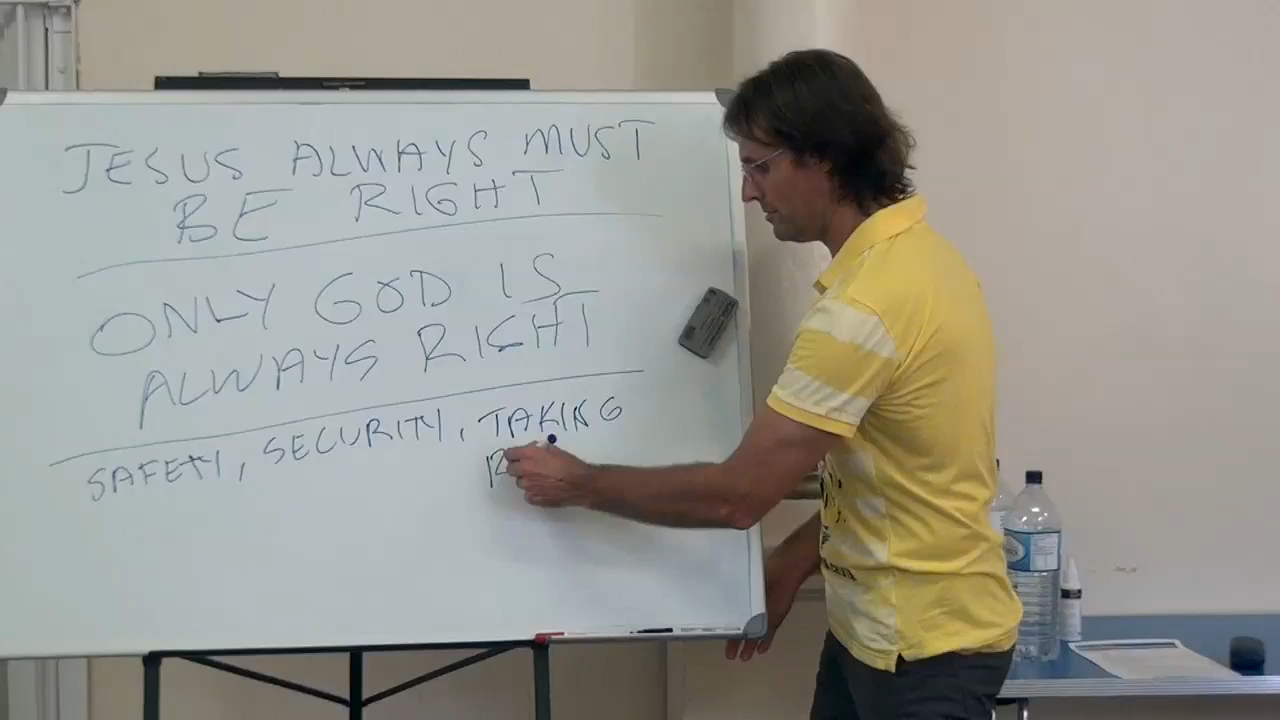 JESUS ALWAYS MUST
BE RIGHT
ONLY GOD IS
ALWAYS RIGHT
SAFETY, SECURITY, TAKING